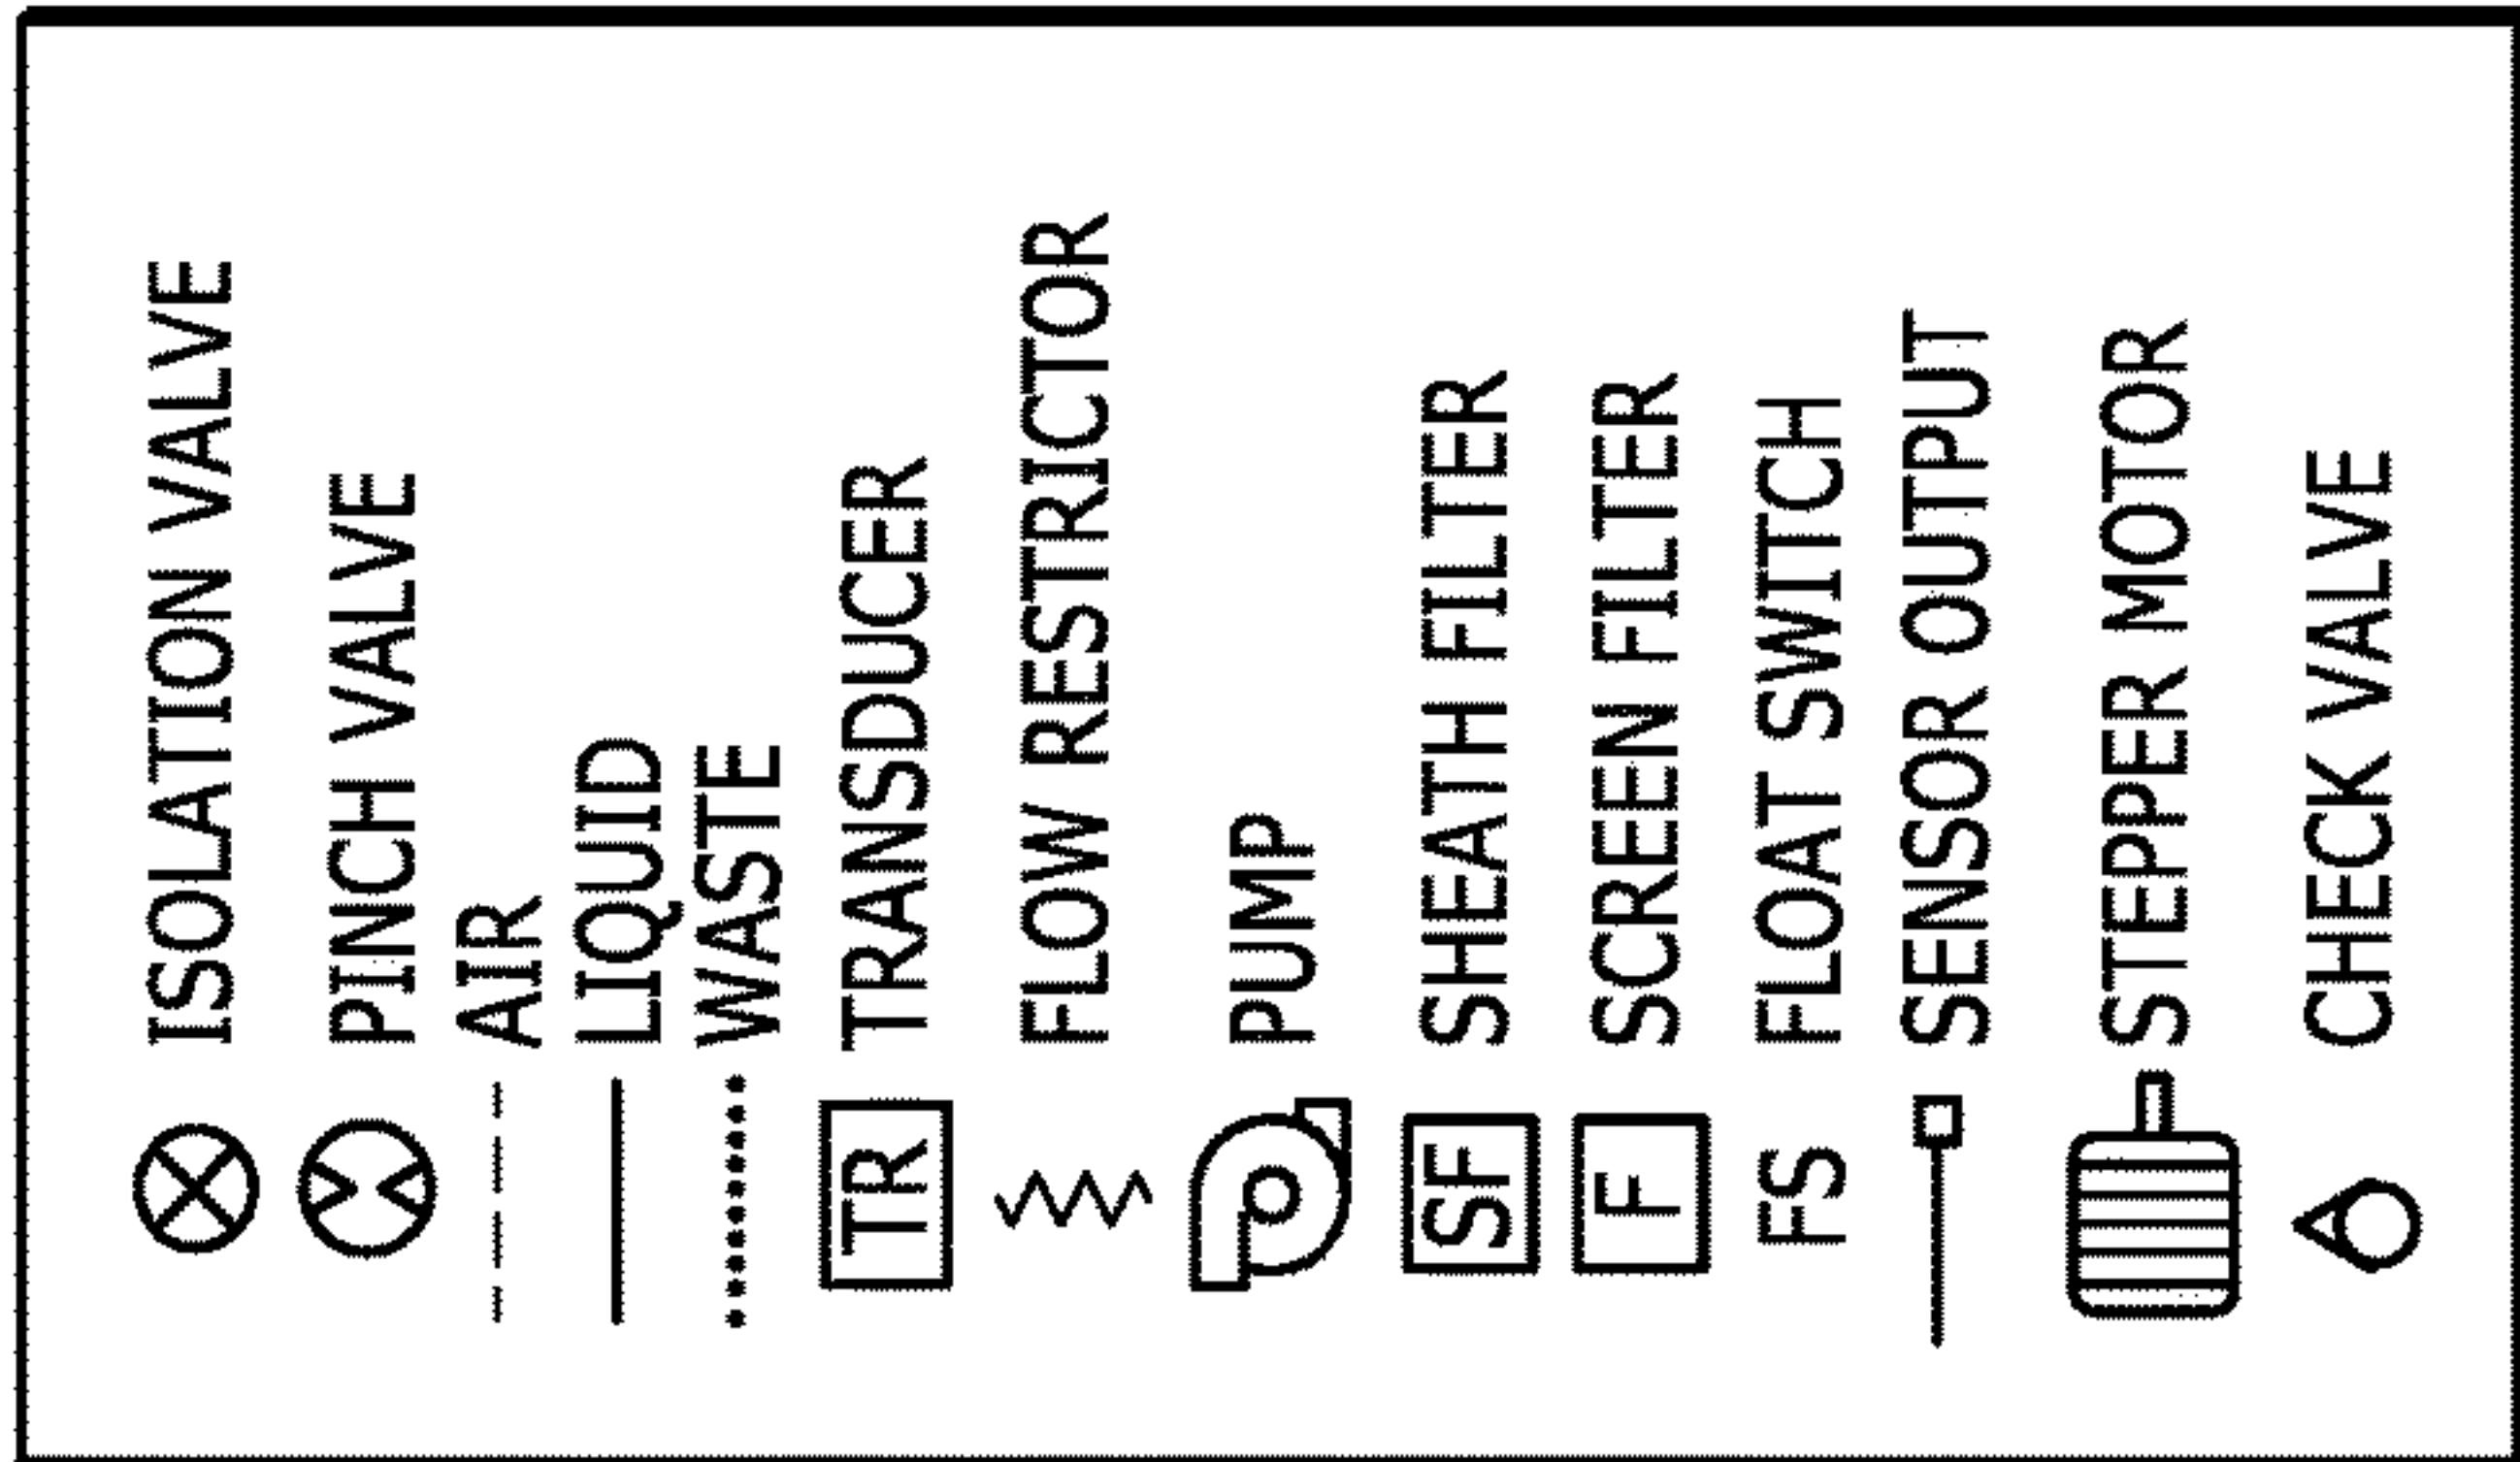 ISOLATION VALVE
PINCH VALVE
AIR
LIQUID
WASTE
TR TRANSDUCER
FLOW RESTRICTOR
PUMP
SF SHEATH FILTER
F SCREEN FILTER
FS FLOAT SWITCH
SENSOR OUTPUT
STEPPER MOTOR
CHECK VALVE